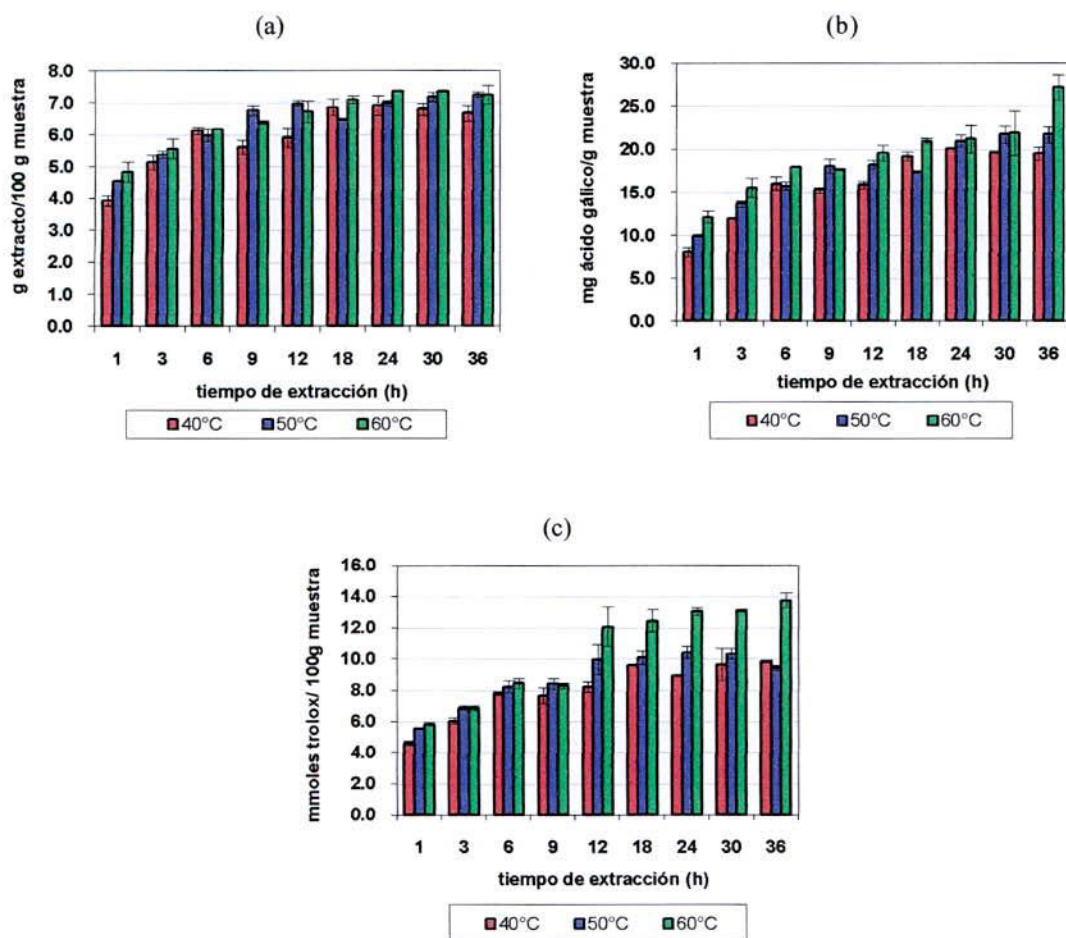 (a)
g extracto/100 g muestra
8.0
7.0
6.0
5.0
4.0
3.0
2.0
1.0
0.0
1 3 6 9 12 18 24 30 36
tiempo de extracción (h)
40°C 50°C 60°C
(b)
mg ácido gálico/g muestra
30.0
25.0
20.0
15.0
10.0
5.0
0.0
1 3 6 9 12 18 24 30 36
tiempo de extracción (h)
40°C 50°C 60°C
(c)
mmoles trolox/ 100g muestra
16.0
14.0
12.0
10.0
8.0
6.0
4.0
2.0
0.0
1 3 6 9 12 18 24 30 36
tiempo de extracción (h)
40°C 50°C 60°C